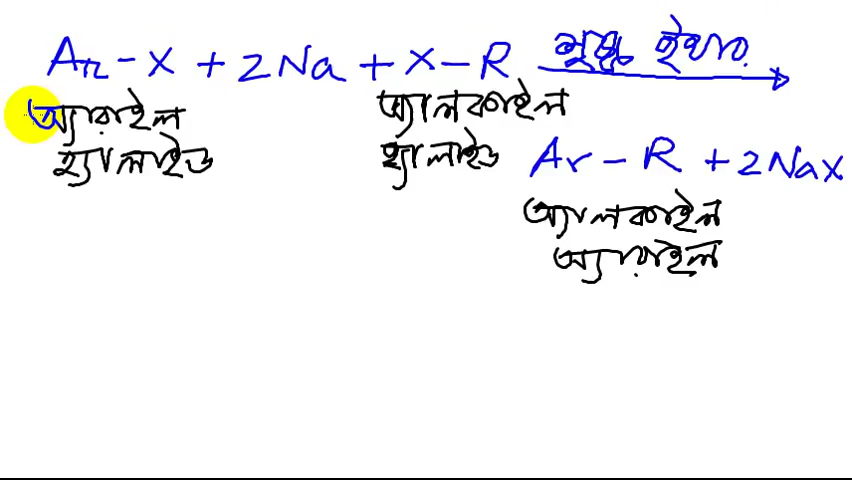 Ar - X + 2Na + X - R শুষ্ক ইথার
অ্যারাইল
হ্যালাইড
অ্যালকাইল
হ্যালাইড
Ar - R + 2NaX
অ্যালকাইল
অ্যারাইল